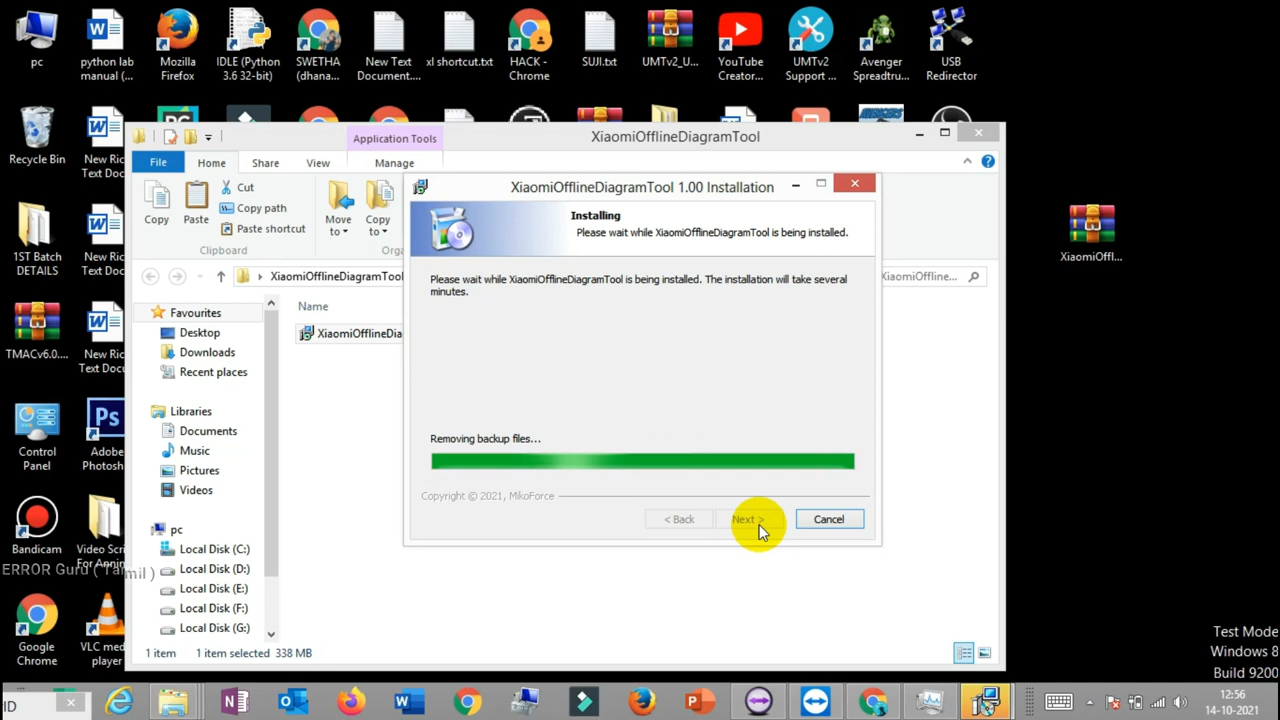 pc
python lab
manual (...
Mozilla
Firefox
IDLE (Python
3.6 32-bit)
SWETHA
(dhana...
New Text
Document....
xl shortcut.txt
HACK -
Chrome
SUJI.txt
UMTv2_U...
YouTube
Creator...
UMTv2
Support ...
Avenger
Spreadtru...
USB
Redirector
Recycle Bin
New Ric
Text Docu
1ST Batch
DETAILS
New Ric
Text Docu
TMACv6.0....
New Ric
Text Docu
Control
Panel
Ps
Adobe
Photosh
Bandicam
Video Scri
For Annin
ERROR Guru ( Tamil )
Google
Chrome
VLC med
player
XiaomiOffl...
Application Tools
XiaomiOfflineDiagramTool
File
Home
Share
View
Manage
Copy
Paste
Cut
Copy path
Paste shortcut
Move
to
Copy
to
Clipboard
Orga
XiaomiOfflineDiagramTool
XiaomiOffline...
Favourites
Desktop
Downloads
Recent places
Libraries
Documents
Music
Pictures
Videos
pc
Local Disk (C:)
Local Disk (D:)
Local Disk (E:)
Local Disk (F:)
Local Disk (G:)
Name
XiaomiOfflineDia
1 item
1 item selected 338 MB
XiaomiOfflineDiagramTool 1.00 Installation
Installing
Please wait while XiaomiOfflineDiagramTool is being installed.
Please wait while XiaomiOfflineDiagramTool is being installed. The installation will take several
minutes.
Removing backup files...
Copyright © 2021, MikoForce
< Back
Next >
Cancel
Test Mode
Windows 8
Build 9200
ID
12:56
14-10-2021